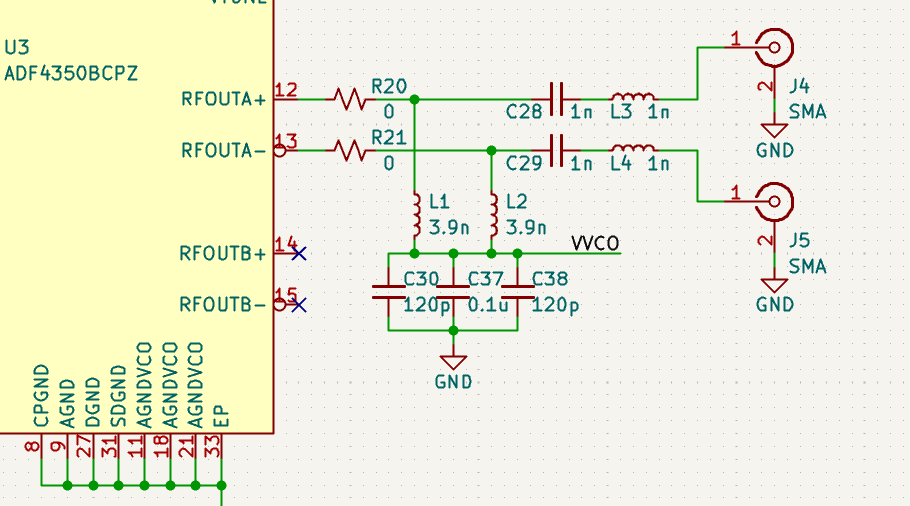 U3
ADF4350BCPZ
RFOUTA+
12
R20
0
C28
1n
L3
1n
1
2
J4
SMA
GND
RFOUTA-
13
R21
0
C29
1n
L4
1n
1
2
J5
SMA
GND
L1
3.9n
L2
3.9n
VVCO
RFOUTB+
14
RFOUTB-
15
C30
120p
C37
0.1u
C38
120p
GND
CPGND
AGND
DGND
SDGND
AGNDVCO
AGNDVCO
AGNDVCO
EP
8
9
27
31
11
18
21
33